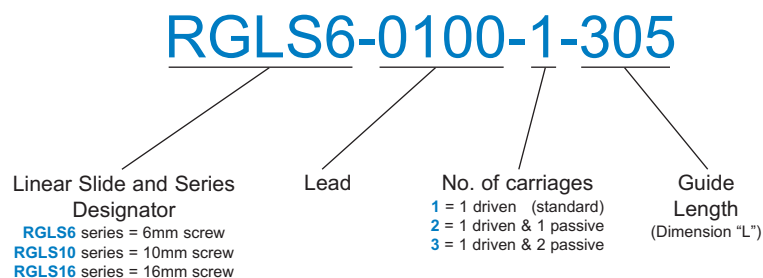 RGLS6-0100-1-305
Linear Slide and Series
Designator
RGLS6 series = 6mm screw
RGLS10 series = 10mm screw
RGLS16 series = 16mm screw
Lead
No. of carriages
1 = 1 driven (standard)
2 = 1 driven & 1 passive
3 = 1 driven & 2 passive
Guide
Length
(Dimension “L”)